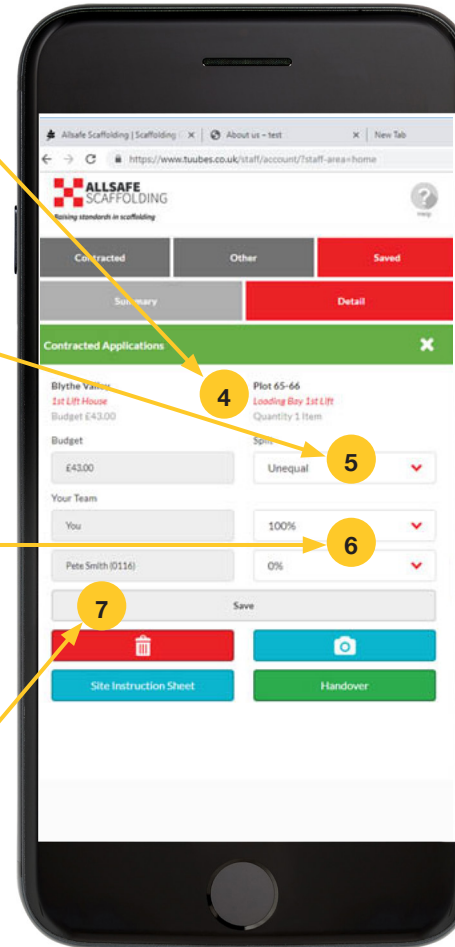 Allsafe Scaffolding | Scaffolding X About us – test X New Tab
https://www.tuubes.co.uk/staff/account/?staff-area=home
ALLSAFE
SCAFFOLDING
Raising standards in scaffolding
Help
Contracted Other Saved
Summary Detail
Contracted Applications
Blythe Valley Plot 65-66
1st Lift House Loading Bay 1st Lift
Budget £43.00 Quantity 1 Item
4
Budget Split
£43.00 Unequal
5
Your Team
You 100%
6
Pete Smith (0116) 0%
7
Save
Site Instruction Sheet Handover